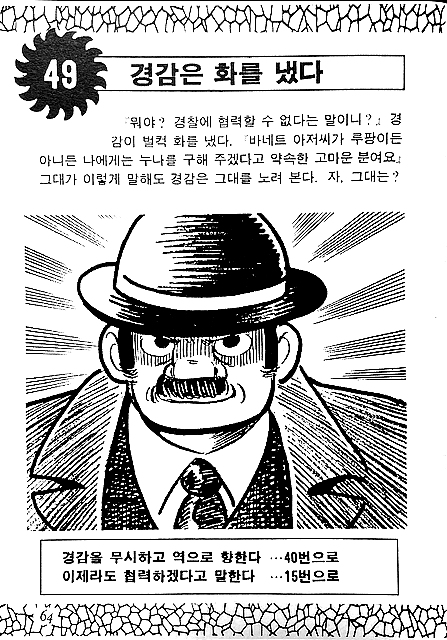 49
경감은 화를 냈다
『뭐야? 경찰에 협력할 수 없다는 말이니?』 경
감이 벌컥 화를 냈다. 『바네트 아저씨가 루팡이든
아니든 나에게는 누나를 구해 주겠다고 약속한 고마운 분여요』
그대가 이렇게 말해도 경감은 그대를 노려 본다. 자, 그대는?
경감을 무시하고 역으로 향한다 …40번으로
이제라도 협력하겠다고 말한다 …15번으로
64